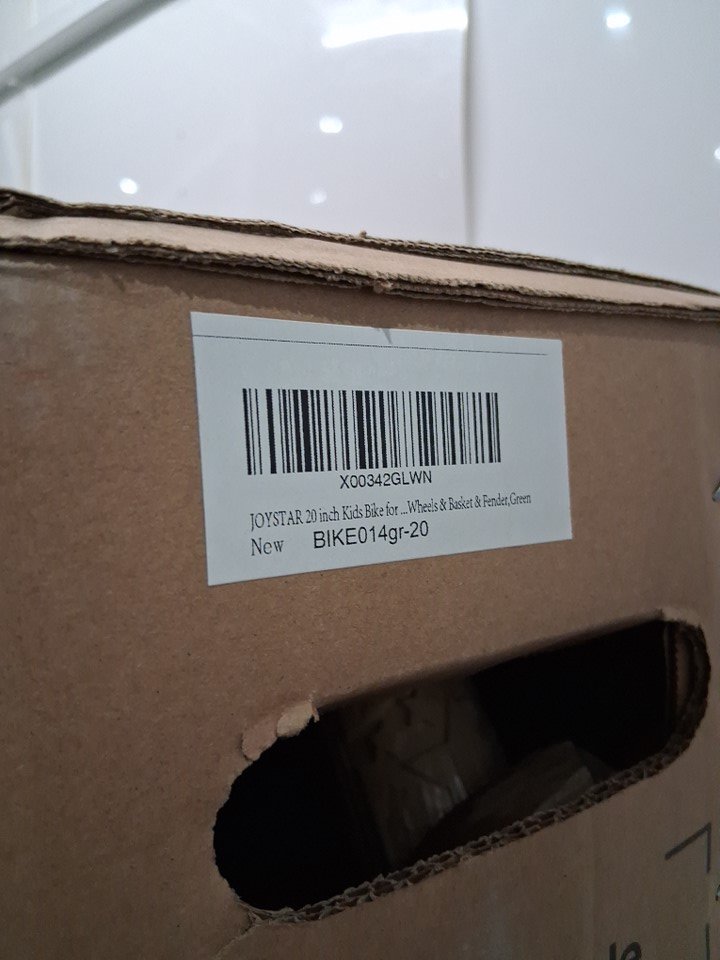 X00342GLWN
JOYSTAR 20 inch Kids Bike for ...Wheels & Basket & Fender,Green
New BIKE014gr-20